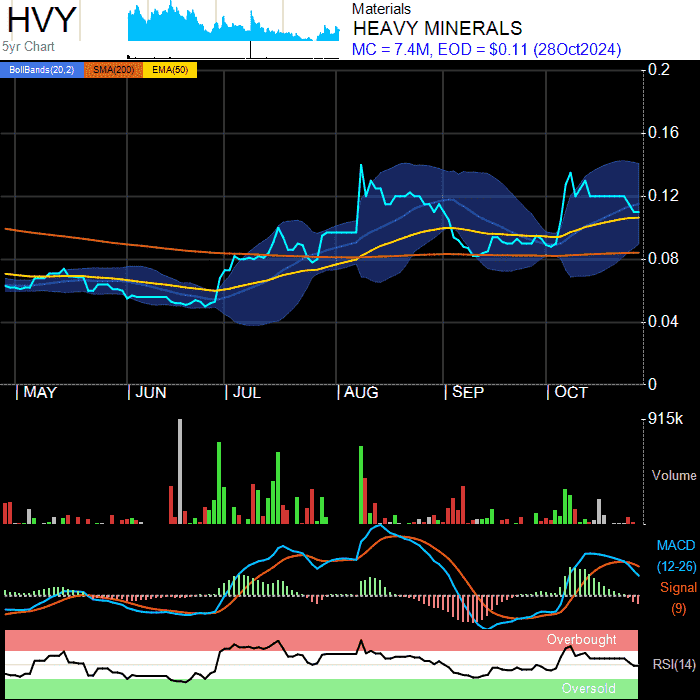 HVY
5yr Chart
Materials
HEAVY MINERALS
MC = 7.4M, EOD = $0.11 (28Oct2024)
BollBands(20,2) SMA(200) EMA(50)
0.2
0.16
0.12
0.08
0.04
0
MAY JUN JUL AUG SEP OCT
915k
Volume
MACD
(12-26)
Signal
(9)
Overbought
RSI(14)
Oversold